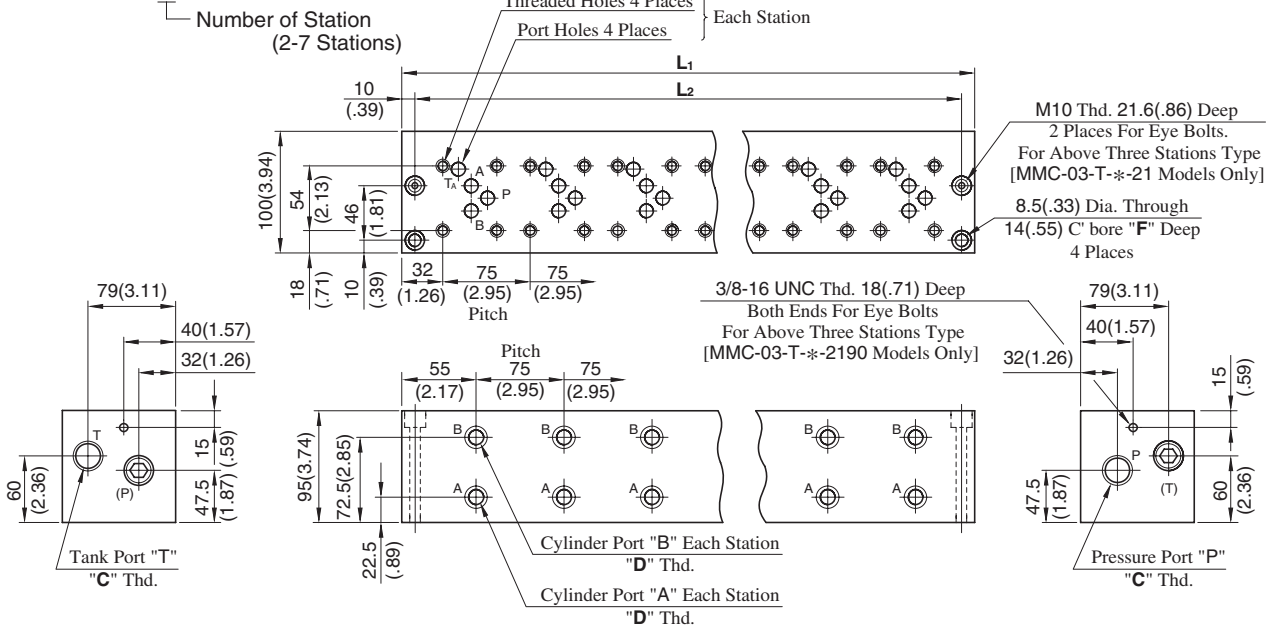 Number of Station
(2-7 Stations)
Threaded Holes 4 Places
Port Holes 4 Places
Each Station
L1
L2
10
(.39)
100(3.94)
54
(2.13)
46
(1.81)
18
(.71)
10
(.39)
TA
A
P
B
32
(1.26)
75
(2.95)
Pitch
75
(2.95)
M10 Thd. 21.6(.86) Deep
2 Places For Eye Bolts.
For Above Three Stations Type
[MMC-03-T-*-21 Models Only]
8.5(.33) Dia. Through
14(.55) C' bore "F" Deep
4 Places
3/8-16 UNC Thd. 18(.71) Deep
Both Ends For Eye Bolts
For Above Three Stations Type
[MMC-03-T-*-2190 Models Only]
79(3.11)
40(1.57)
32(1.26)
T
(P)
15
(.59)
60
(2.36)
47.5
(1.87)
Tank Port "T"
"C" Thd.
Pitch
55
(2.17)
75
(2.95)
75
(2.95)
95(3.74)
72.5(2.85)
22.5
(.89)
B
B
B
B
B
A
A
A
A
A
Cylinder Port "B" Each Station
"D" Thd.
Cylinder Port "A" Each Station
"D" Thd.
79(3.11)
40(1.57)
32(1.26)
15
(.59)
P
(T)
47.5
(1.87)
60
(2.36)
Pressure Port "P"
"C" Thd.